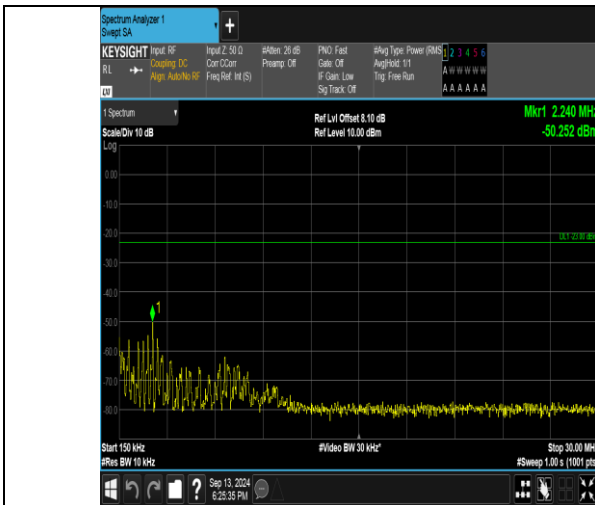 Spectrum Analyzer 1
Swept SA
+
KEYSIGHT Input: RF Input Z: 50 Ω #Atten: 26 dB PNO: Fast #Avg Type: Power (RMS 1 2 3 4 5 6
RL Coupling: DC Corr CCorr Preamp: Off Gate: Off Avg|Hold: 1/1 A W W W W W
Align: Auto/No RF Freq Ref: Int (S) IF Gain: Low Trig: Free Run
LXI Sig Track: Off A A A A A A
1 Spectrum Ref Lvl Offset 8.10 dB Mkr1 2.240 MHz
Scale/Div 10 dB Ref Level 10.00 dBm -50.252 dBm
Log
0.00
-10.0
-20.0
DL1 -23.00 dBm
-30.0
-40.0
1
-50.0
-60.0
-70.0
-80.0
Start 150 kHz #Video BW 30 kHz* Stop 30.00 MHz
#Res BW 10 kHz #Sweep 1.00 s (1001 pts
? Sep 13, 2024
6:25:35 PM